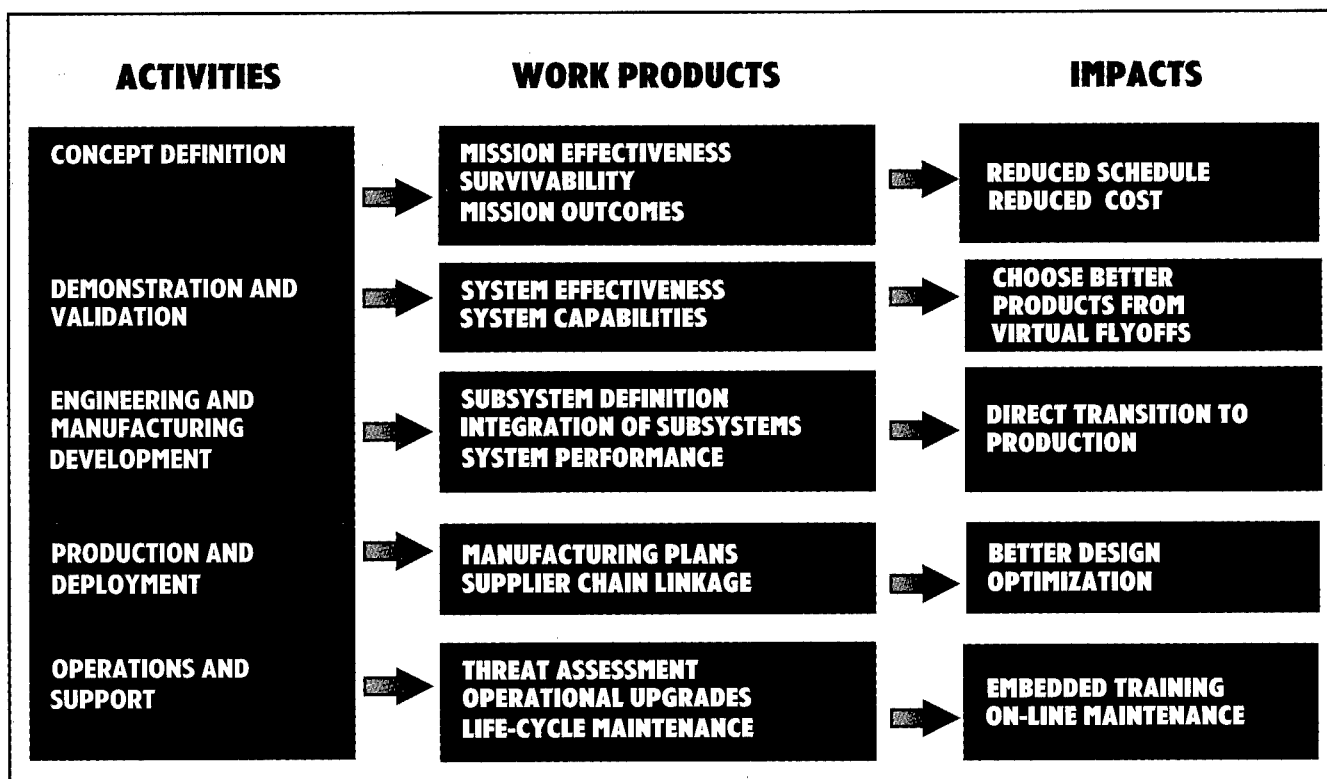 ACTIVITIES
WORK PRODUCTS
IMPACTS
CONCEPT DEFINITION
MISSION EFFECTIVENESS
SURVIVABILITY
MISSION OUTCOMES
REDUCED SCHEDULE
REDUCED COST
DEMONSTRATION AND
VALIDATION
SYSTEM EFFECTIVENESS
SYSTEM CAPABILITIES
CHOOSE BETTER
PRODUCTS FROM
VIRTUAL FLYOFFS
ENGINEERING AND
MANUFACTURING
DEVELOPMENT
SUBSYSTEM DEFINITION
INTEGRATION OF SUBSYSTEMS
SYSTEM PERFORMANCE
DIRECT TRANSITION TO
PRODUCTION
PRODUCTION AND
DEPLOYMENT
MANUFACTURING PLANS
SUPPLIER CHAIN LINKAGE
BETTER DESIGN
OPTIMIZATION
OPERATIONS AND
SUPPORT
THREAT ASSESSMENT
OPERATIONAL UPGRADES
LIFE-CYCLE MAINTENANCE
EMBEDDED TRAINING
ON-LINE MAINTENANCE